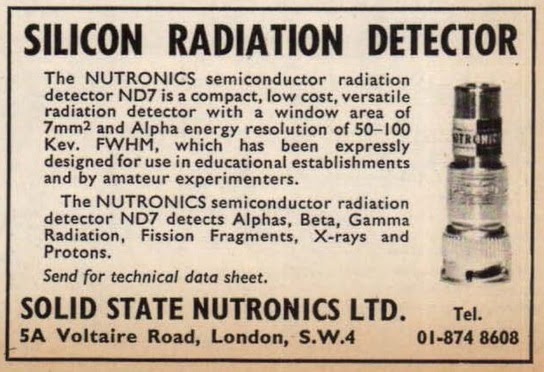 SILICON RADIATION DETECTOR
The NUTRONICS semiconductor radiation
detector ND7 is a compact, low cost, versatile
radiation detector with a window area of
7mm² and Alpha energy resolution of 50–100
Kev. FWHM, which has been expressly
designed for use in educational establishments
and by amateur experimenters.
The NUTRONICS semiconductor radiation
detector ND7 detects Alphas, Beta, Gamma
Radiation, Fission Fragments, X-rays and
Protons.
Send for technical data sheet.
NUTRONIC
SOLID STATE NUTRONICS LTD.
5A Voltaire Road, London, S.W.4
Tel.
01-874 8608